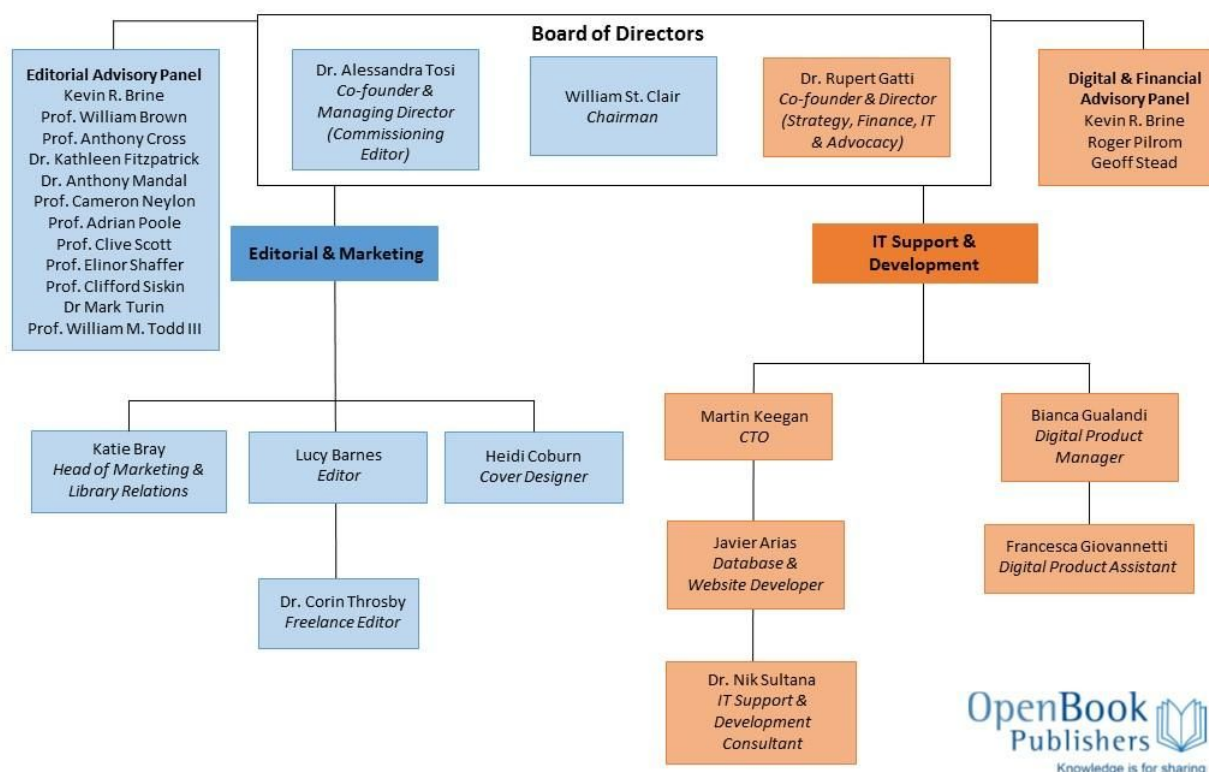 Board of Directors
Editorial Advisory Panel
Kevin R. Brine
Prof. William Brown
Prof. Anthony Cross
Dr. Kathleen Fitzpatrick
Dr. Anthony Mandal
Prof. Cameron Neylon
Prof. Adrian Poole
Prof. Clive Scott
Prof. Elinor Shaffer
Prof. Clifford Siskin
Dr Mark Turin
Prof. William M. Todd III
Dr. Alessandra Tosi
Co-founder &
Managing Director
(Commissioning
Editor)
William St. Clair
Chairman
Dr. Rupert Gatti
Co-founder & Director
(Strategy, Finance, IT
& Advocacy)
Digital & Financial
Advisory Panel
Kevin R. Brine
Roger Pilrom
Geoff Stead
Editorial & Marketing
IT Support &
Development
Katie Bray
Head of Marketing &
Library Relations
Lucy Barnes
Editor
Heidi Coburn
Cover Designer
Dr. Corin Throsby
Freelance Editor
Martin Keegan
CTO
Bianca Gualandi
Digital Product
Manager
Javier Arias
Database &
Website Developer
Francesca Giovannetti
Digital Product Assistant
Dr. Nik Sultana
IT Support &
Development
Consultant
OpenBook
Publishers
Knowledge is for sharing